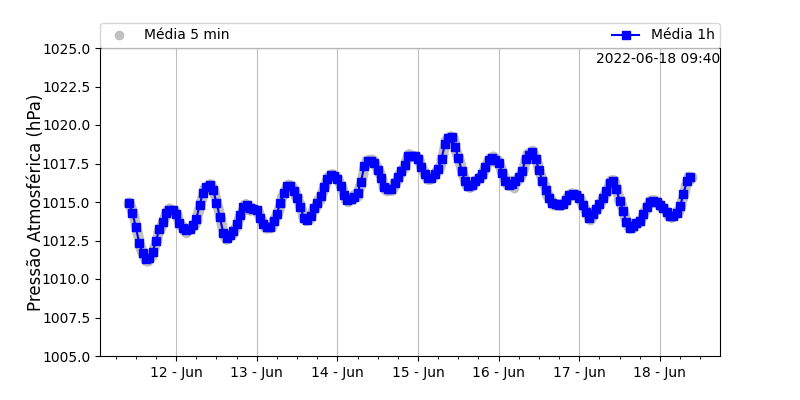 Média 5 min
Média 1h
2022-06-18 09:40
Pressão Atmosférica (hPa)
1025.0
1022.5
1020.0
1017.5
1015.0
1012.5
1010.0
1007.5
1005.0
12 - Jun
13 - Jun
14 - Jun
15 - Jun
16 - Jun
17 - Jun
18 - Jun